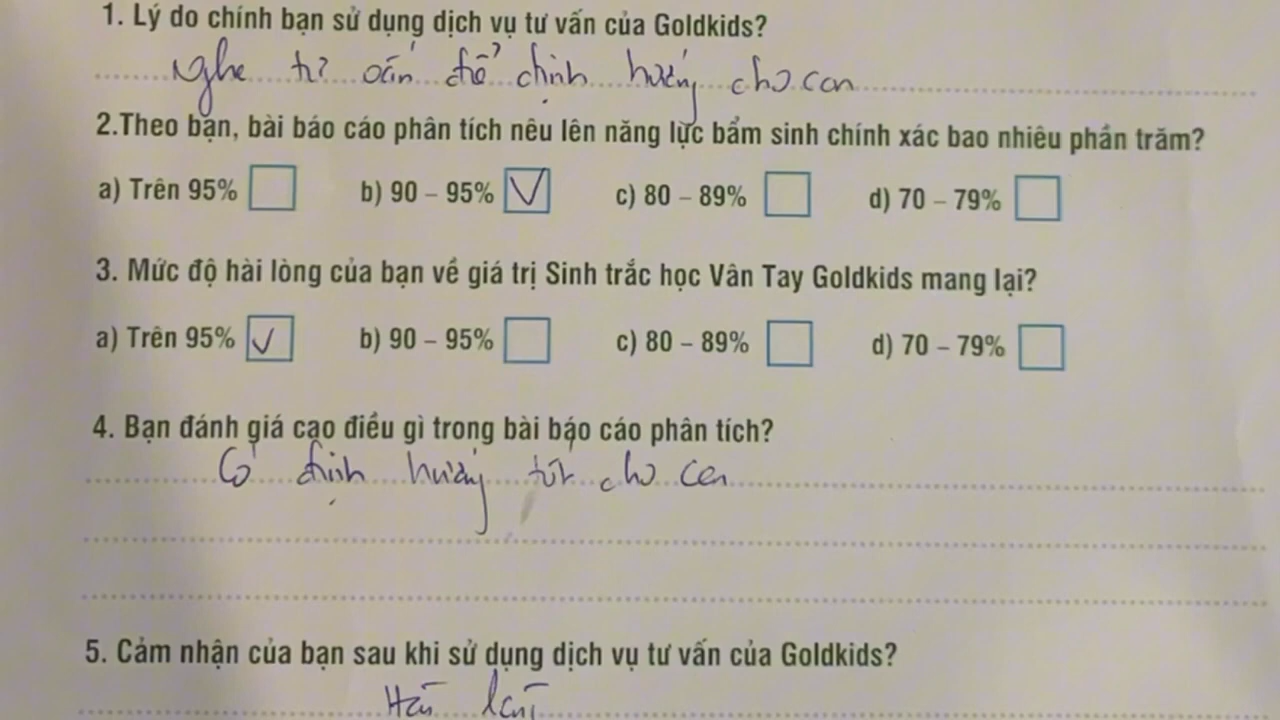 1. Lý do chính bạn sử dụng dịch vụ tư vấn của Goldkids?
Nghe tư vấn để định hướng cho con
2.Theo bạn, bài báo cáo phân tích nêu lên năng lực bẩm sinh chính xác bao nhiêu phần trăm?
a) Trên 95% b) 90 – 95% c) 80 – 89% d) 70 – 79%
3. Mức độ hài lòng của bạn về giá trị Sinh trắc học Vân Tay Goldkids mang lại?
a) Trên 95% b) 90 – 95% c) 80 – 89% d) 70 – 79%
4. Bạn đánh giá cạo điều gì trong bài báo cáo phân tích?
Có định hướng tốt cho con
5. Cảm nhận của bạn sau khi sử dụng dịch vụ tư vấn của Goldkids?
Hài lòng